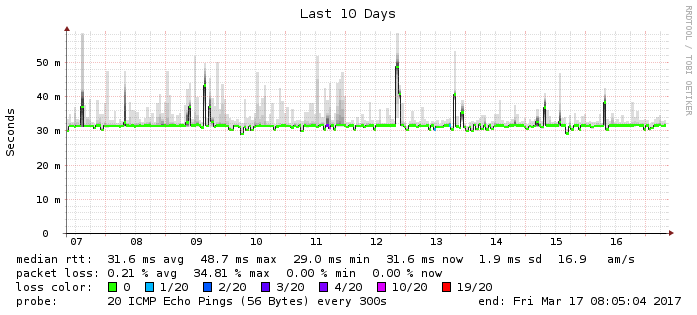 Last 10 Days
RRDTOOL / TOBI OETIKER
Seconds
50 m
40 m
30 m
20 m
10 m
0
07 08 09 10 11 12 13 14 15 16
median rtt: 31.6 ms avg 48.7 ms max 29.0 ms min 31.6 ms now 1.9 ms sd 16.9 am/s
packet loss: 0.21 % avg 34.81 % max 0.00 % min 0.00 % now
loss color: 0 1/20 2/20 3/20 4/20 10/20 19/20
probe: 20 ICMP Echo Pings (56 Bytes) every 300s end: Fri Mar 17 08:05:04 2017